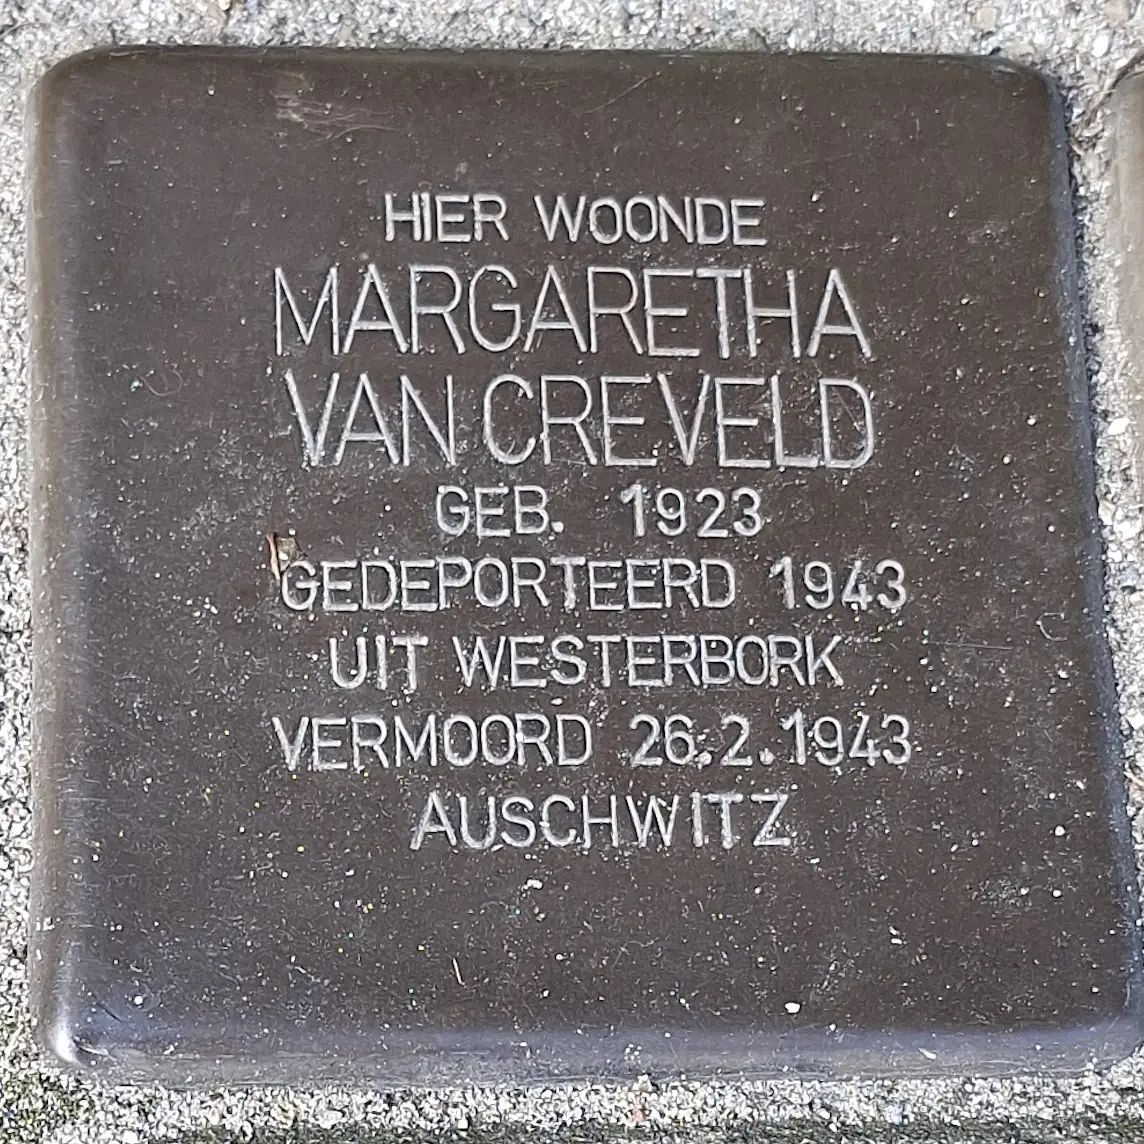 HIER WOONDE
MARGARETHA
VAN CREVELD
GEB. 1923
GEDEPORTEERD 1943
UIT WESTERBORK
VERMOORD 26.2.1943
AUSCHWITZ